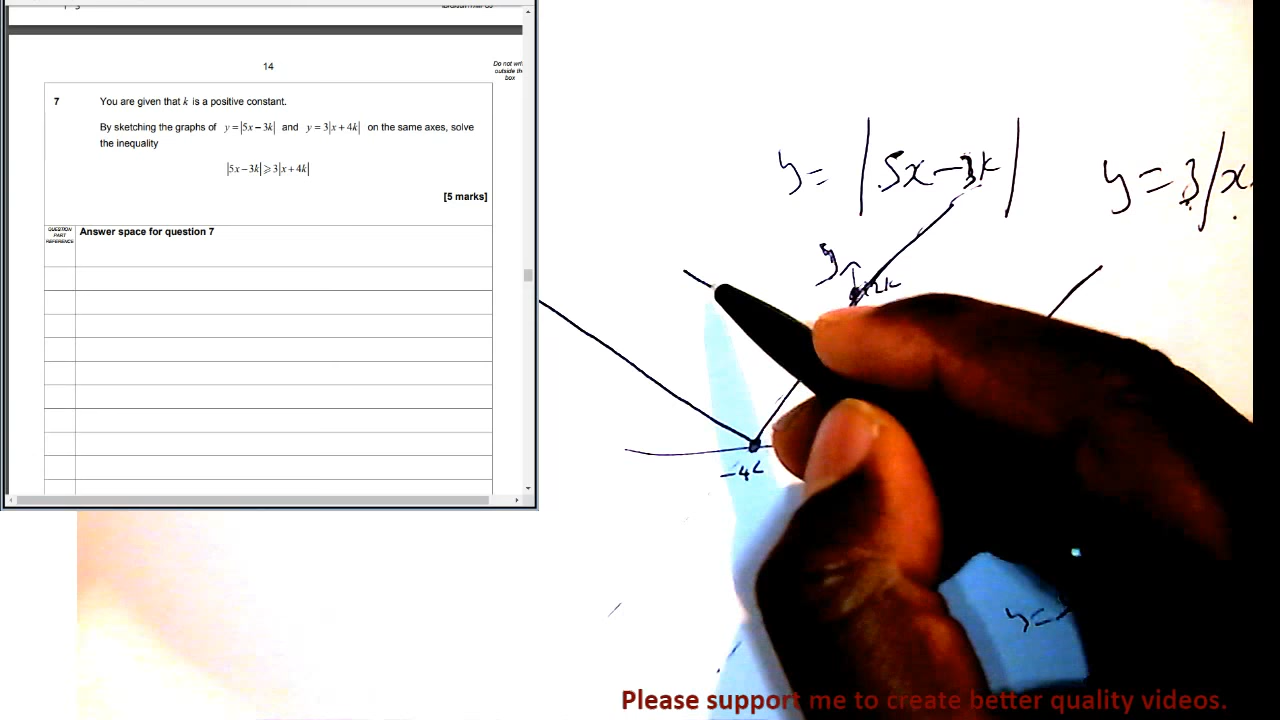 14
Do not write
outside the
box
7 You are given that k is a positive constant.
By sketching the graphs of y = |5x − 3k| and y = 3|x + 4k| on the same axes, solve
the inequality
|5x − 3k| ⩾ 3|x + 4k|
[5 marks]
QUESTION
PART
REFERENCE
Answer space for question 7
y = |5x − 3k|
y = 3|x
y
12k
−4k
y =
Please support me to create better quality videos.